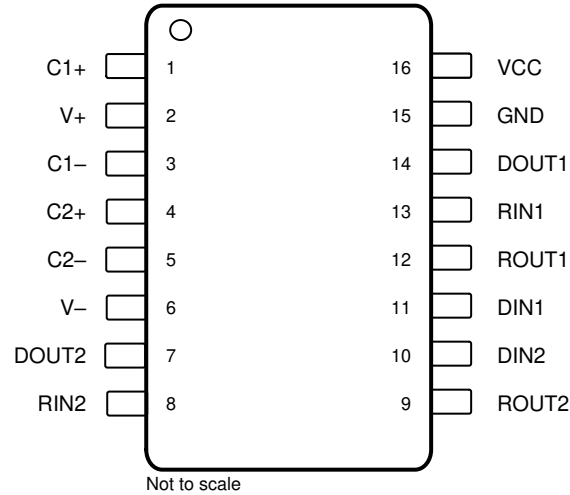 C1+ 1 16 VCC
V+ 2 15 GND
C1– 3 14 DOUT1
C2+ 4 13 RIN1
C2– 5 12 ROUT1
V– 6 11 DIN1
DOUT2 7 10 DIN2
RIN2 8 9 ROUT2
Not to scale